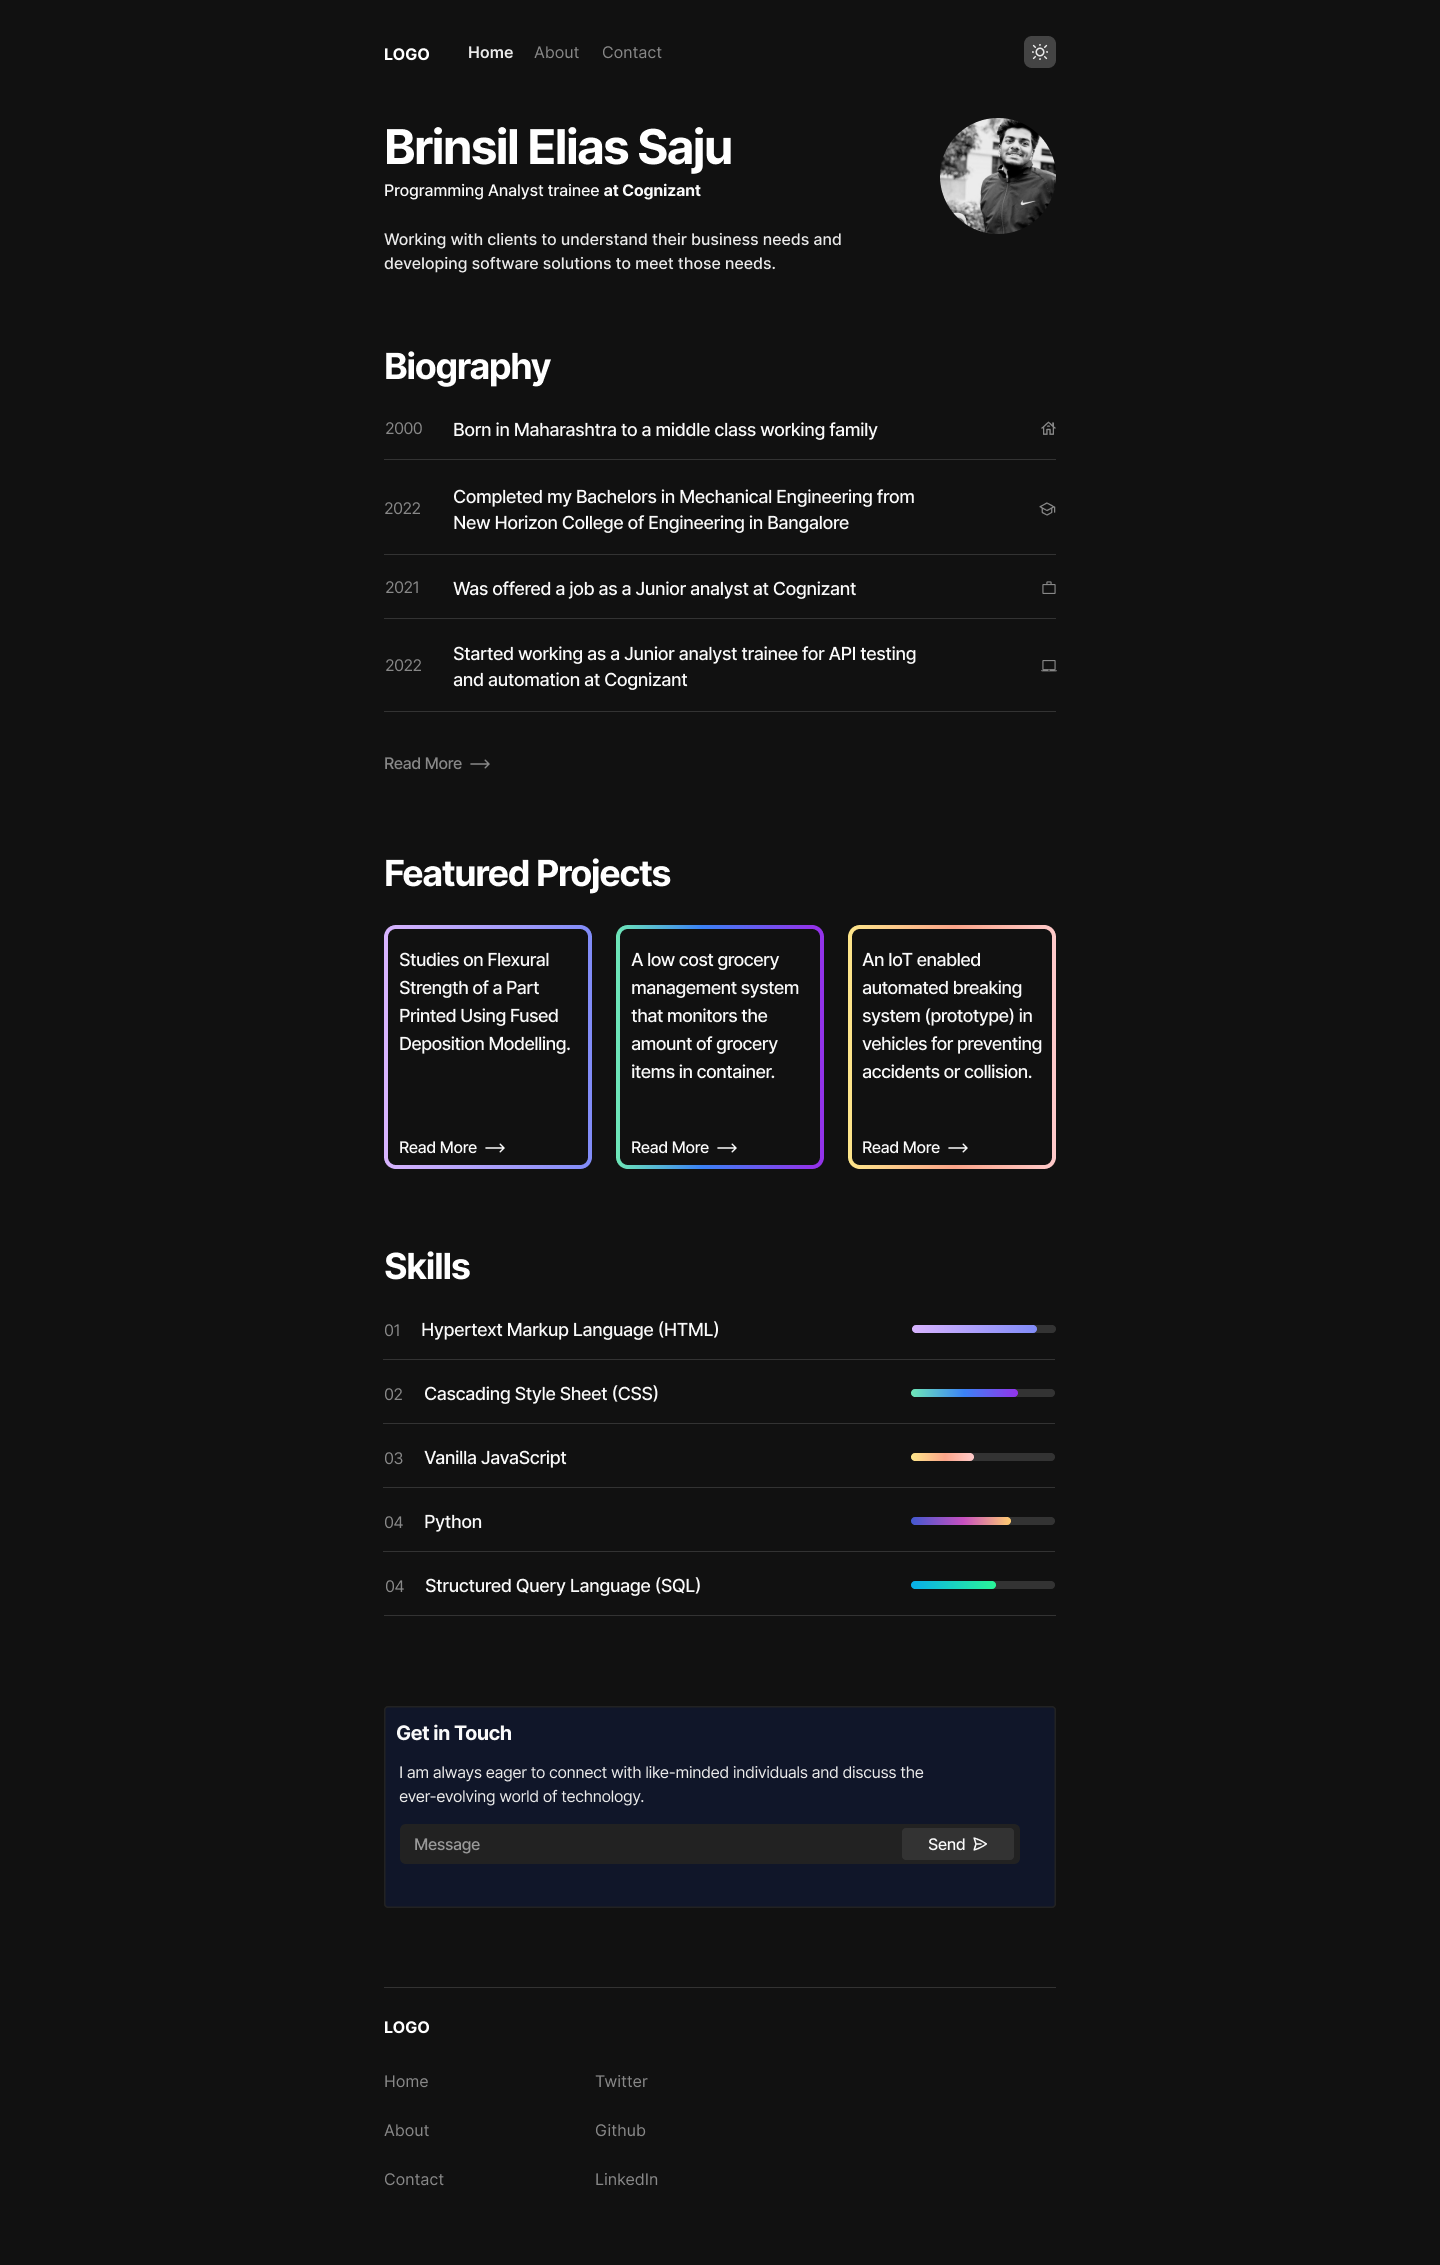 LOGO Home About Contact
Brinsil Elias Saju
Programming Analyst trainee at Cognizant
Working with clients to understand their business needs and
developing software solutions to meet those needs.
Biography
2000 Born in Maharashtra to a middle class working family
2022 Completed my Bachelors in Mechanical Engineering from
New Horizon College of Engineering in Bangalore
2021 Was offered a job as a Junior analyst at Cognizant
2022 Started working as a Junior analyst trainee for API testing
and automation at Cognizant
Read More
Featured Projects
Studies on Flexural
Strength of a Part
Printed Using Fused
Deposition Modelling.
Read More
A low cost grocery
management system
that monitors the
amount of grocery
items in container.
Read More
An IoT enabled
automated breaking
system (prototype) in
vehicles for preventing
accidents or collision.
Read More
Skills
01 Hypertext Markup Language (HTML)
02 Cascading Style Sheet (CSS)
03 Vanilla JavaScript
04 Python
04 Structured Query Language (SQL)
Get in Touch
I am always eager to connect with like-minded individuals and discuss the
ever-evolving world of technology.
Message Send
LOGO
Home Twitter
About Github
Contact LinkedIn